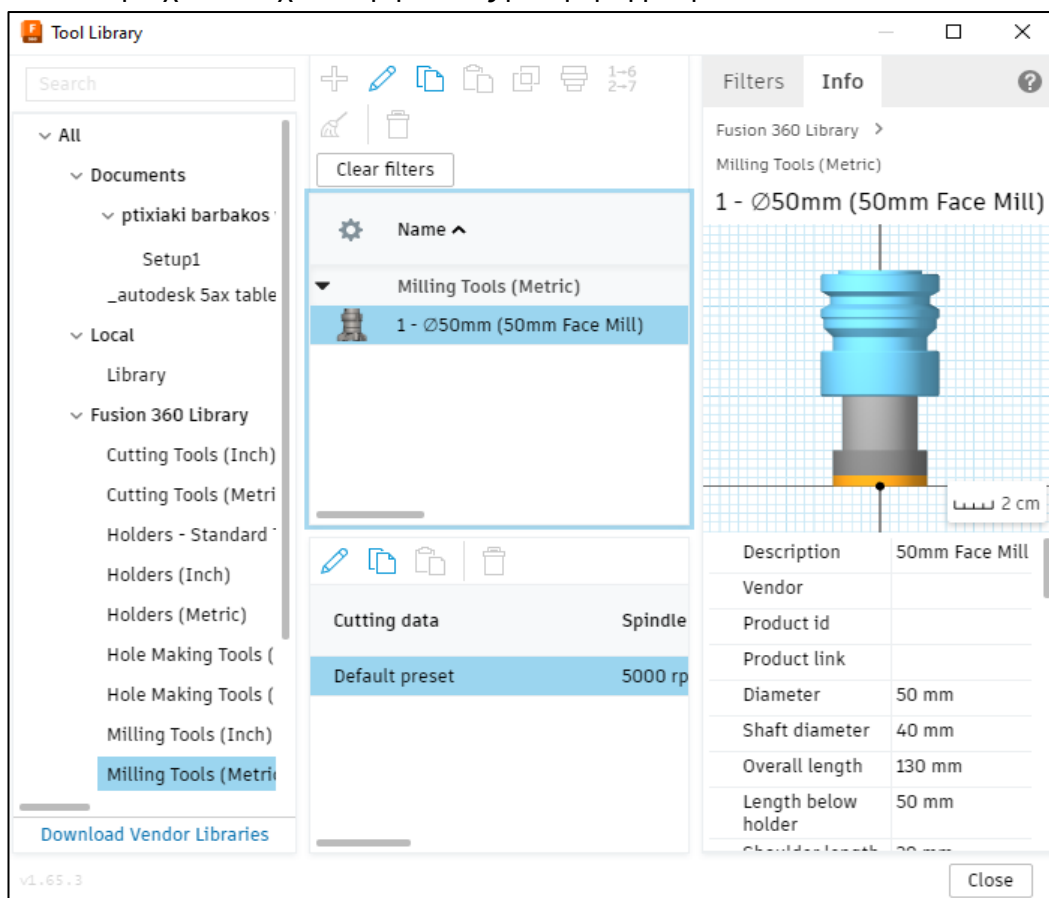 Tool Library
Search
All
Documents
ptixiaki barbakos
Setup1
_autodesk 5ax table
Local
Library
Fusion 360 Library
Cutting Tools (Inch)
Cutting Tools (Metri
Holders - Standard
Holders (Inch)
Holders (Metric)
Hole Making Tools (
Hole Making Tools (
Milling Tools (Inch)
Milling Tools (Metri
Download Vendor Libraries
v1.65.3
1→6
2→7
Clear filters
Name
Milling Tools (Metric)
1 - ∅50mm (50mm Face Mill)
Cutting data Spindle
Default preset 5000 rp
Filters Info
Fusion 360 Library >
Milling Tools (Metric)
1 - ∅50mm (50mm Face Mill)
2 cm
Description 50mm Face Mill
Vendor
Product id
Product link
Diameter 50 mm
Shaft diameter 40 mm
Overall length 130 mm
Length below 50 mm
holder
Close